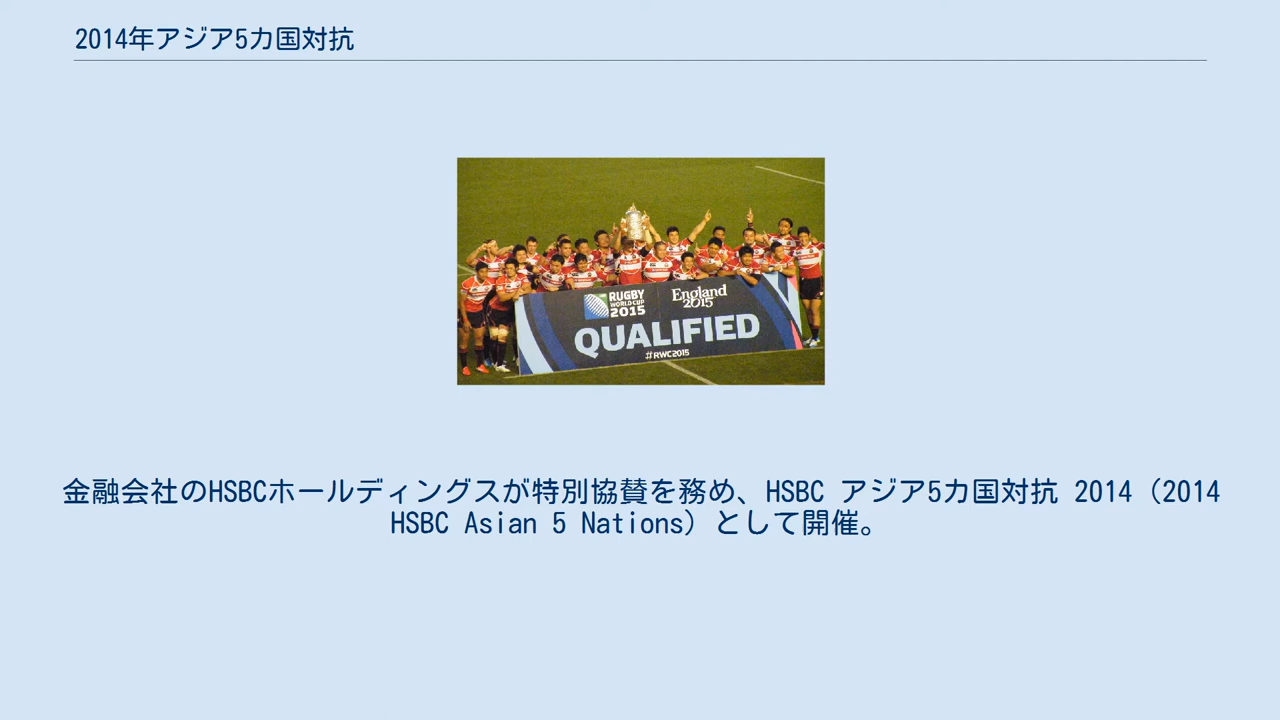 2014年アジア5カ国対抗
RUGBY
WORLD CUP
2015
England
2015
QUALIFIED
#RWC2015
金融会社のHSBCホールディングスが特別協賛を務め、HSBC アジア5カ国対抗 2014（2014
HSBC Asian 5 Nations）として開催。